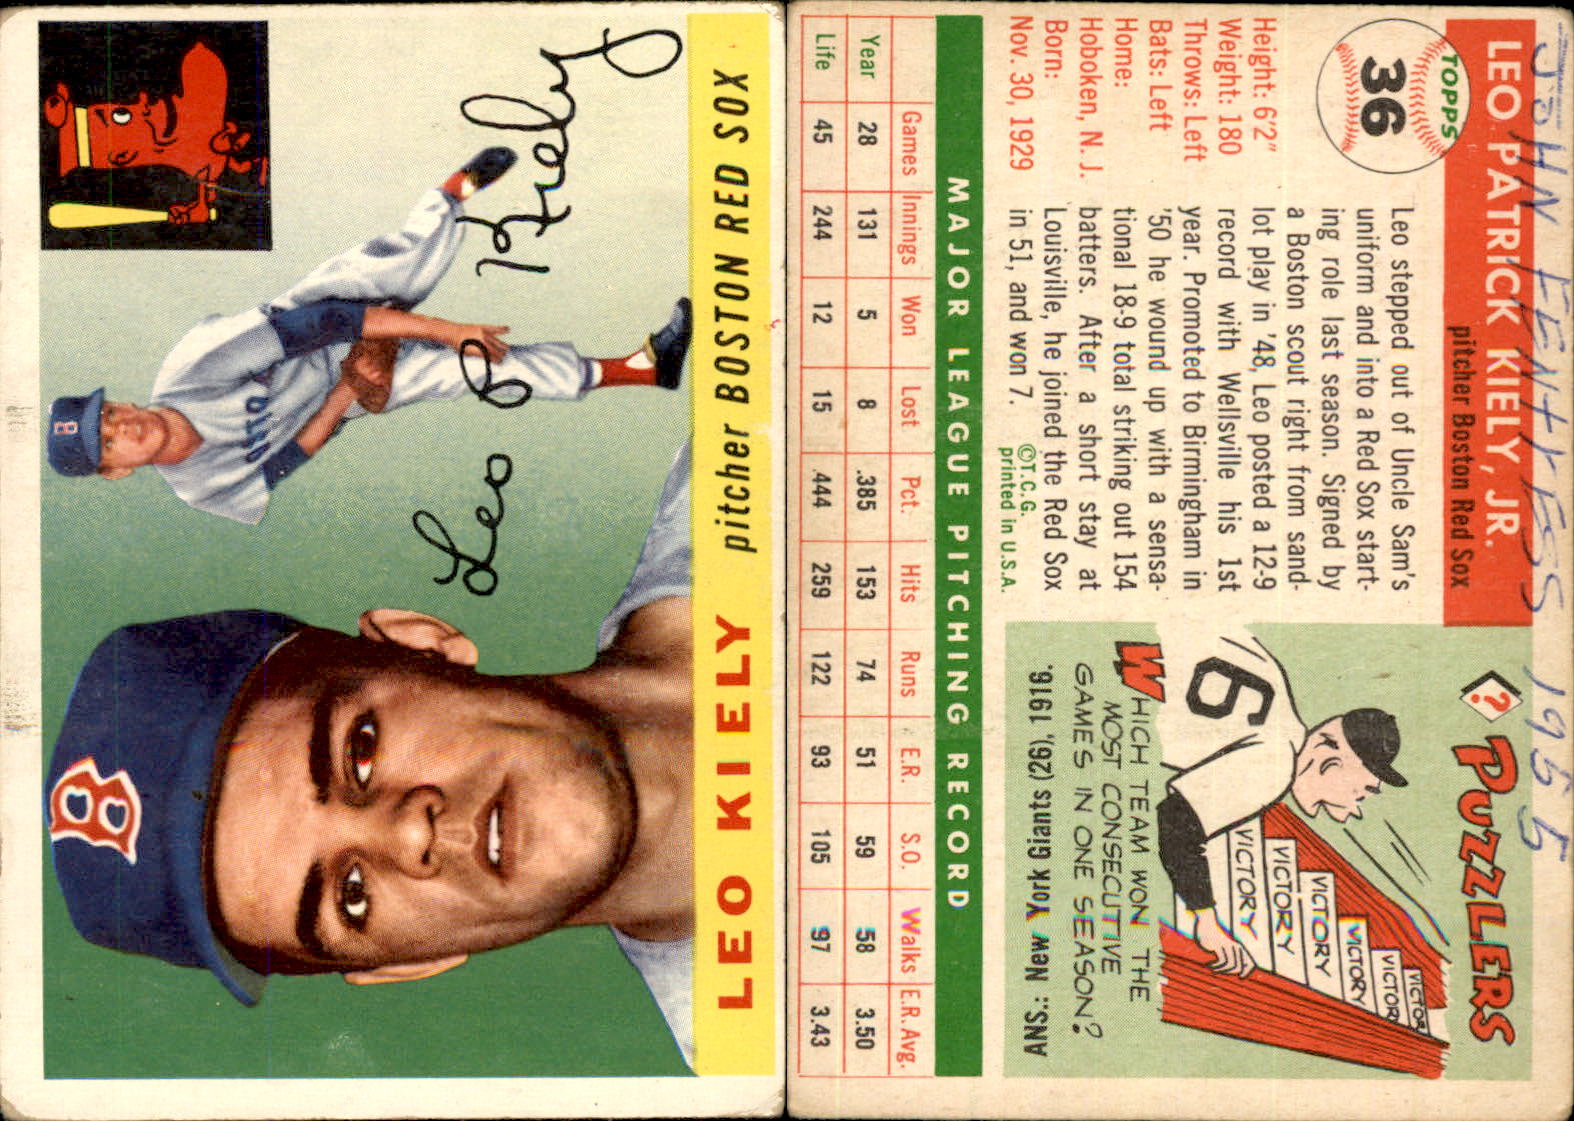 LEO KIELY pitcher BOSTON RED SOX
Leo P Kiely
BOSTON
B
B
JOHN FENTRESS 1955
LEO PATRICK KIELY, JR.
pitcher Boston Red Sox
TOPPS
36
Height: 6'2"
Weight: 180
Throws: Left
Bats: Left
Home:
Hoboken, N. J.
Born:
Nov. 30, 1929
Leo stepped out of Uncle Sam's
uniform and into a Red Sox start-
ing role last season. Signed by
a Boston scout right from sand-
lot play in '48, Leo posted a 12-9
record with Wellsville his 1st
year. Promoted to Birmingham in
'50 he wound up with a sensa-
tional 18-9 total striking out 154
batters. After a short stay at
Louisville, he joined the Red Sox
in 51, and won 7.
©T.C.G.
printed in U.S.A.
? PUZZLERS
6
VICTORY
VICTORY
VICTORY
VICTORY
VICTORY
VICTOR
WHICH TEAM WON THE
MOST CONSECUTIVE
GAMES IN ONE SEASON?
ANS.: New York Giants (26), 1916.
MAJOR LEAGUE PITCHING RECORD
Games Innings Won Lost Pct. Hits Runs E.R. S.O. Walks E.R.Avg.
Year 28 131 5 8 .385 153 74 51 59 58 3.50
Life 45 244 12 15 .444 259 122 93 105 97 3.43